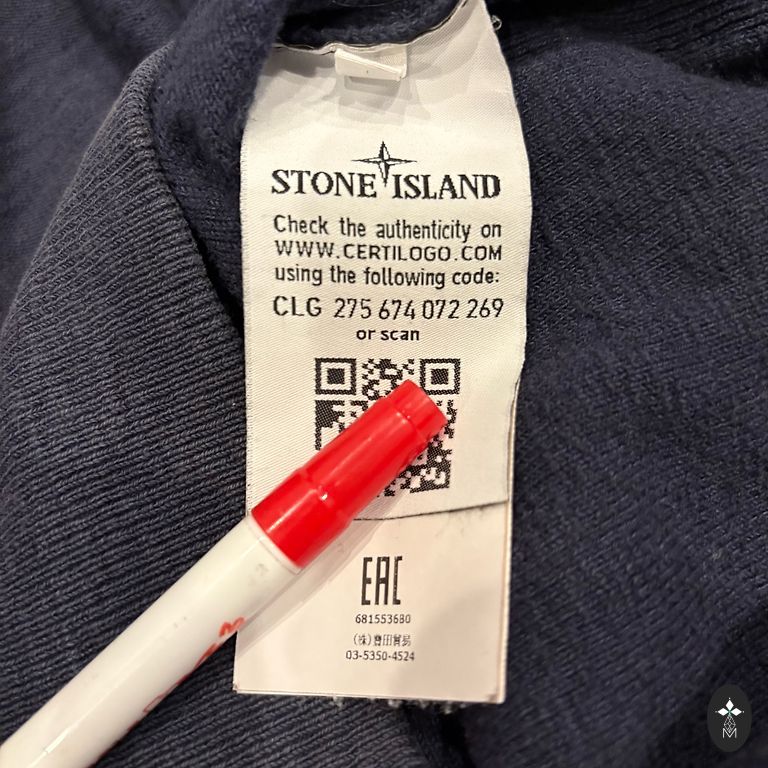 STONE ISLAND
Check the authenticity on
WWW.CERTILOGO.COM
using the following code:
CLG 275 674 072 269
or scan
EAC
681553680
(株)豊田貿易
03-5350-4524
M